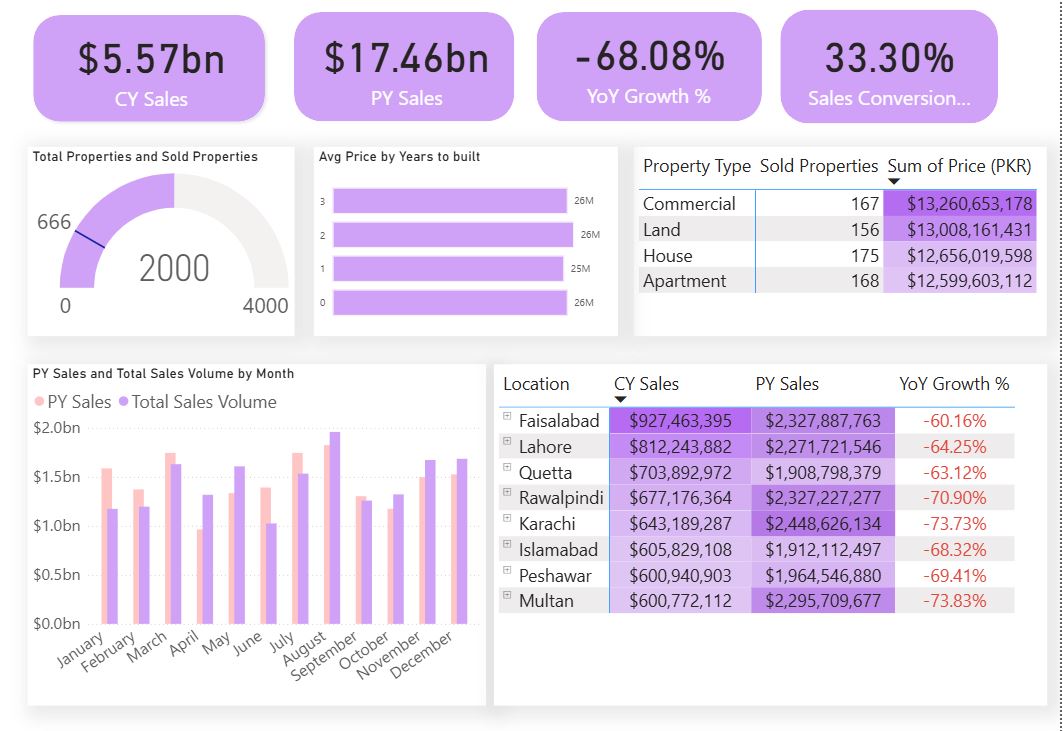 $5.57bn
CY Sales
$17.46bn
PY Sales
-68.08%
YoY Growth %
33.30%
Sales Conversion...
Total Properties and Sold Properties
666
2000
0
4000
Avg Price by Years to built
3 26M
2 26M
1 25M
0 26M
Property Type Sold Properties Sum of Price (PKR)
Commercial 167 $13,260,653,178
Land 156 $13,008,161,431
House 175 $12,656,019,598
Apartment 168 $12,599,603,112
PY Sales and Total Sales Volume by Month
PY Sales Total Sales Volume
$2.0bn
$1.5bn
$1.0bn
$0.5bn
$0.0bn
January
February
March
April
May
June
July
August
September
October
November
December
Location CY Sales PY Sales YoY Growth %
Faisalabad $927,463,395 $2,327,887,763 -60.16%
Lahore $812,243,882 $2,271,721,546 -64.25%
Quetta $703,892,972 $1,908,798,379 -63.12%
Rawalpindi $677,176,364 $2,327,227,277 -70.90%
Karachi $643,189,287 $2,448,626,134 -73.73%
Islamabad $605,829,108 $1,912,112,497 -68.32%
Peshawar $600,940,903 $1,964,546,880 -69.41%
Multan $600,772,112 $2,295,709,677 -73.83%